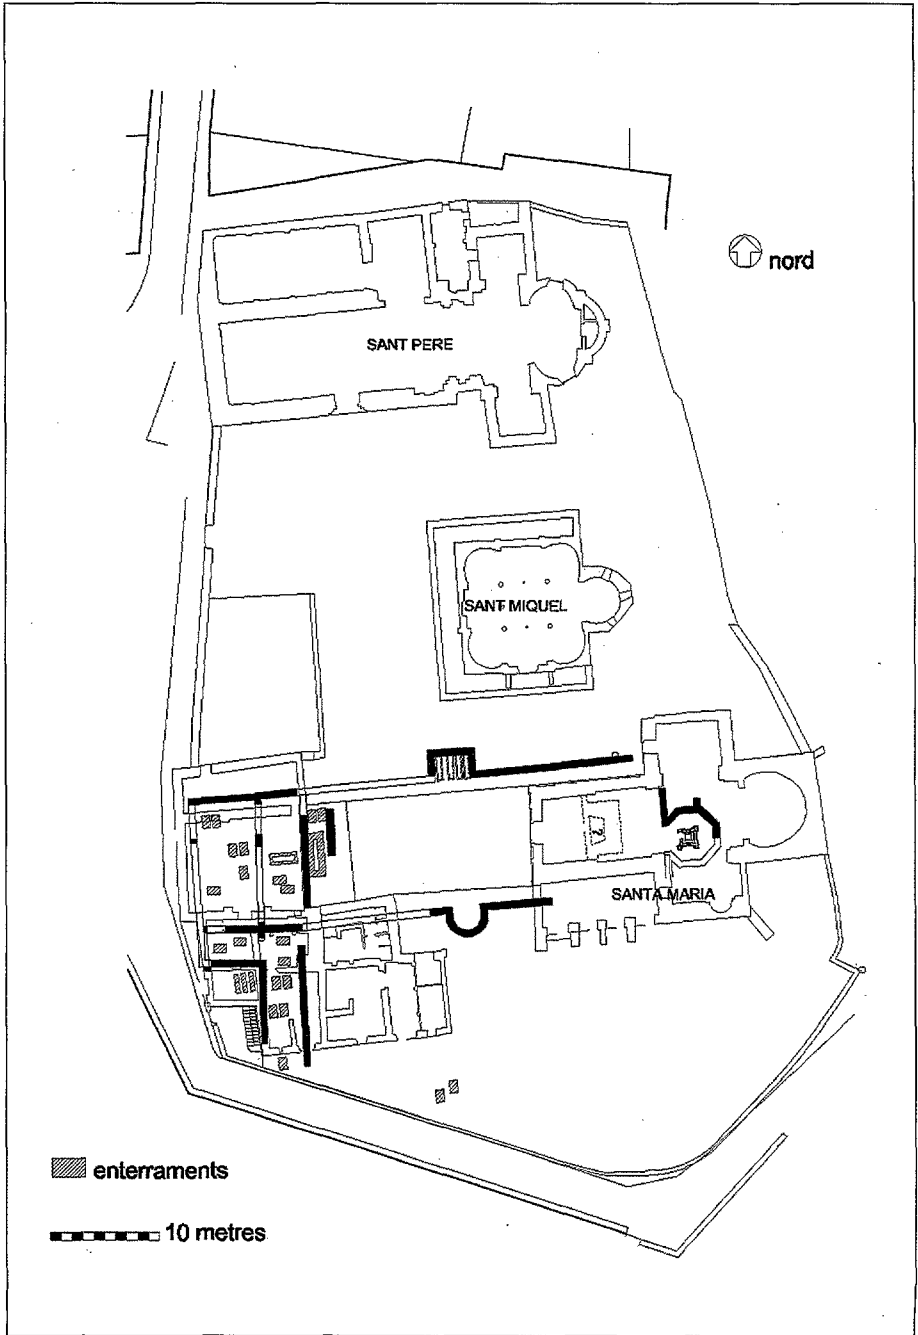 nord
SANT PERE
SANT MIQUEL
SANTA MARIA
?
enterraments
10 metres